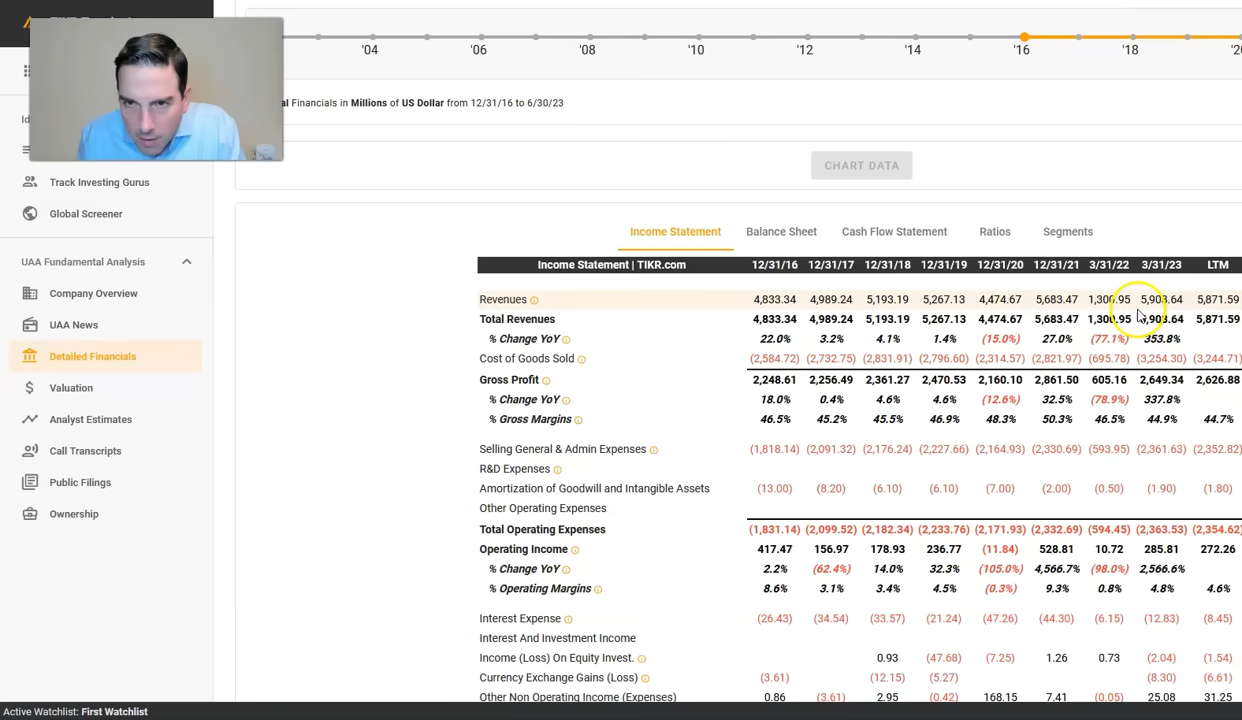 '04 '06 '08 '10 '12 '14 '16 '18
Financials in Millions of US Dollar from 12/31/16 to 6/30/23
CHART DATA
Track Investing Gurus
Global Screener
UAA Fundamental Analysis
Company Overview
UAA News
Detailed Financials
Valuation
Analyst Estimates
Call Transcripts
Public Filings
Ownership
Income Statement Balance Sheet Cash Flow Statement Ratios Segments
Income Statement | TIKR.com 12/31/16 12/31/17 12/31/18 12/31/19 12/31/20 12/31/21 3/31/22 3/31/23 LTM
Revenues 4,833.34 4,989.24 5,193.19 5,267.13 4,474.67 5,683.47 1,300.95 5,903.64 5,871.59
Total Revenues 4,833.34 4,989.24 5,193.19 5,267.13 4,474.67 5,683.47 1,300.95 5,903.64 5,871.59
% Change YoY 22.0% 3.2% 4.1% 1.4% (15.0%) 27.0% (77.1%) 353.8%
Cost of Goods Sold (2,584.72) (2,732.75) (2,831.91) (2,796.60) (2,314.57) (2,821.97) (695.78) (3,254.30) (3,244.71)
Gross Profit 2,248.61 2,256.49 2,361.27 2,470.53 2,160.10 2,861.50 605.16 2,649.34 2,626.88
% Change YoY 18.0% 0.4% 4.6% 4.6% (12.6%) 32.5% (78.9%) 337.8%
% Gross Margins 46.5% 45.2% 45.5% 46.9% 48.3% 50.3% 46.5% 44.9% 44.7%
Selling General & Admin Expenses (1,818.14) (2,091.32) (2,176.24) (2,227.66) (2,164.93) (2,330.69) (593.95) (2,361.63) (2,352.82)
R&D Expenses
Amortization of Goodwill and Intangible Assets (13.00) (8.20) (6.10) (6.10) (7.00) (2.00) (0.50) (1.90) (1.80)
Other Operating Expenses
Total Operating Expenses (1,831.14) (2,099.52) (2,182.34) (2,233.76) (2,171.93) (2,332.69) (594.45) (2,363.53) (2,354.62)
Operating Income 417.47 156.97 178.93 236.77 (11.84) 528.81 10.72 285.81 272.26
% Change YoY 2.2% (62.4%) 14.0% 32.3% (105.0%) 4,566.7% (98.0%) 2,566.6%
% Operating Margins 8.6% 3.1% 3.4% 4.5% (0.3%) 9.3% 0.8% 4.8% 4.6%
Interest Expense (26.43) (34.54) (33.57) (21.24) (47.26) (44.30) (6.15) (12.83) (8.45)
Interest And Investment Income
Income (Loss) On Equity Invest. 0.93 (47.68) (7.25) 1.26 0.73 (2.04) (1.54)
Currency Exchange Gains (Loss) (3.61) (12.15) (5.27) (8.30) (6.61)
Other Non Operating Income (Expenses) 0.86 (3.61) 2.95 (0.42) 168.15 7.41 (0.05) 25.08 31.25
Active Watchlist: First Watchlist